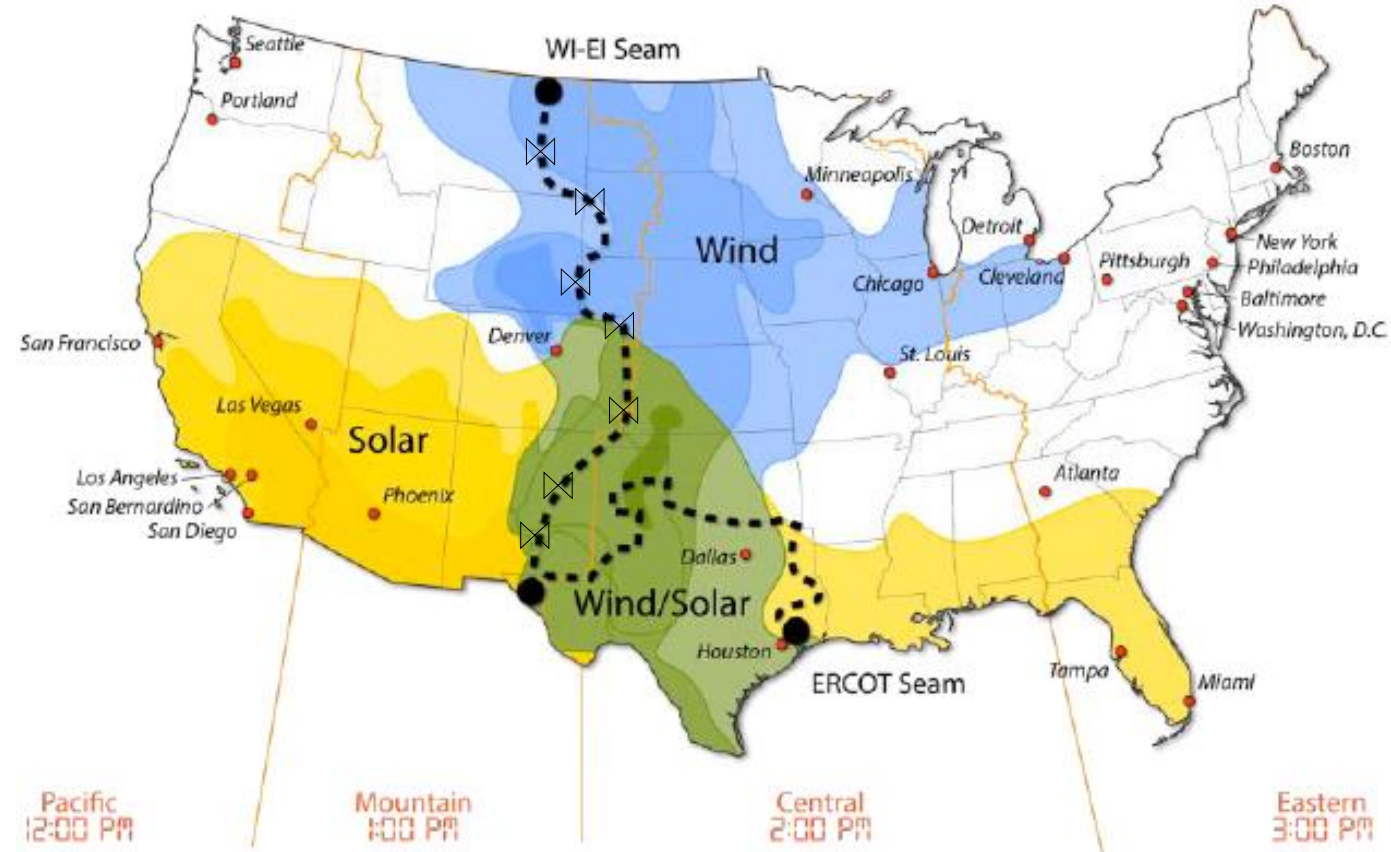 WI-EI Seam
Seattle
Portland
Boston
Minneapolis
Detroit
Wind
New York
Pittsburgh
Philadelphia
Chicago
Cleveland
Baltimore
Washington, D.C.
Denver
San Francisco
St. Louis
Las Vegas
Solar
Atlanta
Los Angeles
Phoenix
San Bernardino
San Diego
Dallas
Wind/Solar
Houston
Tampa
ERCOT Seam
Miami
Pacific
12:00 PM
Mountain
1:00 PM
Central
2:00 PM
Eastern
3:00 PM